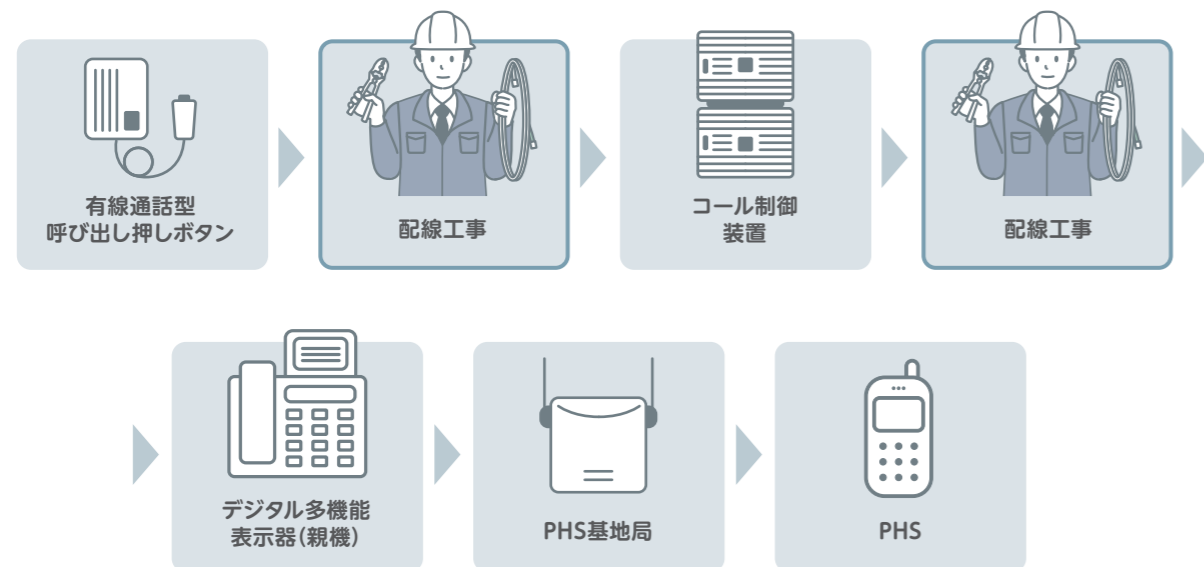 有線通話型
呼び出し押しボタン
配線工事
コール制御
装置
配線工事
デジタル多機能
表示器(親機)
PHS基地局
PHS